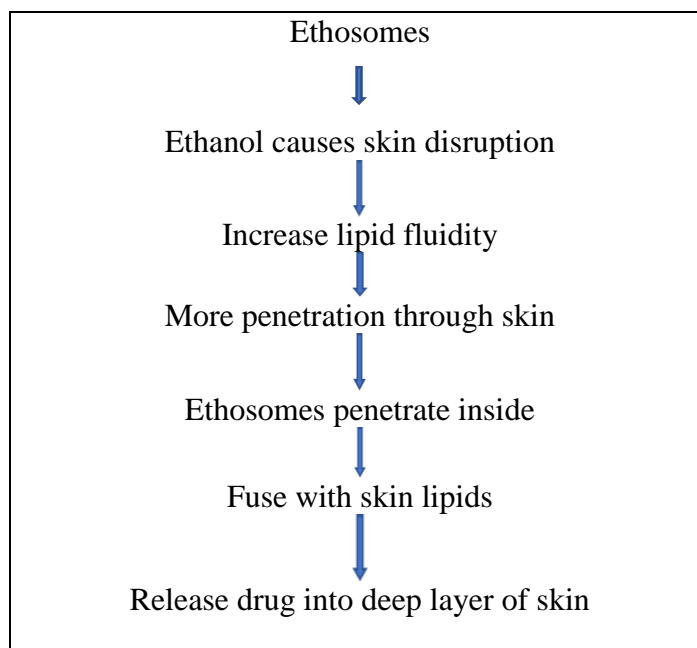 Ethosomes
Ethanol causes skin disruption
Increase lipid fluidity
More penetration through skin
Ethosomes penetrate inside
Fuse with skin lipids
Release drug into deep layer of skin